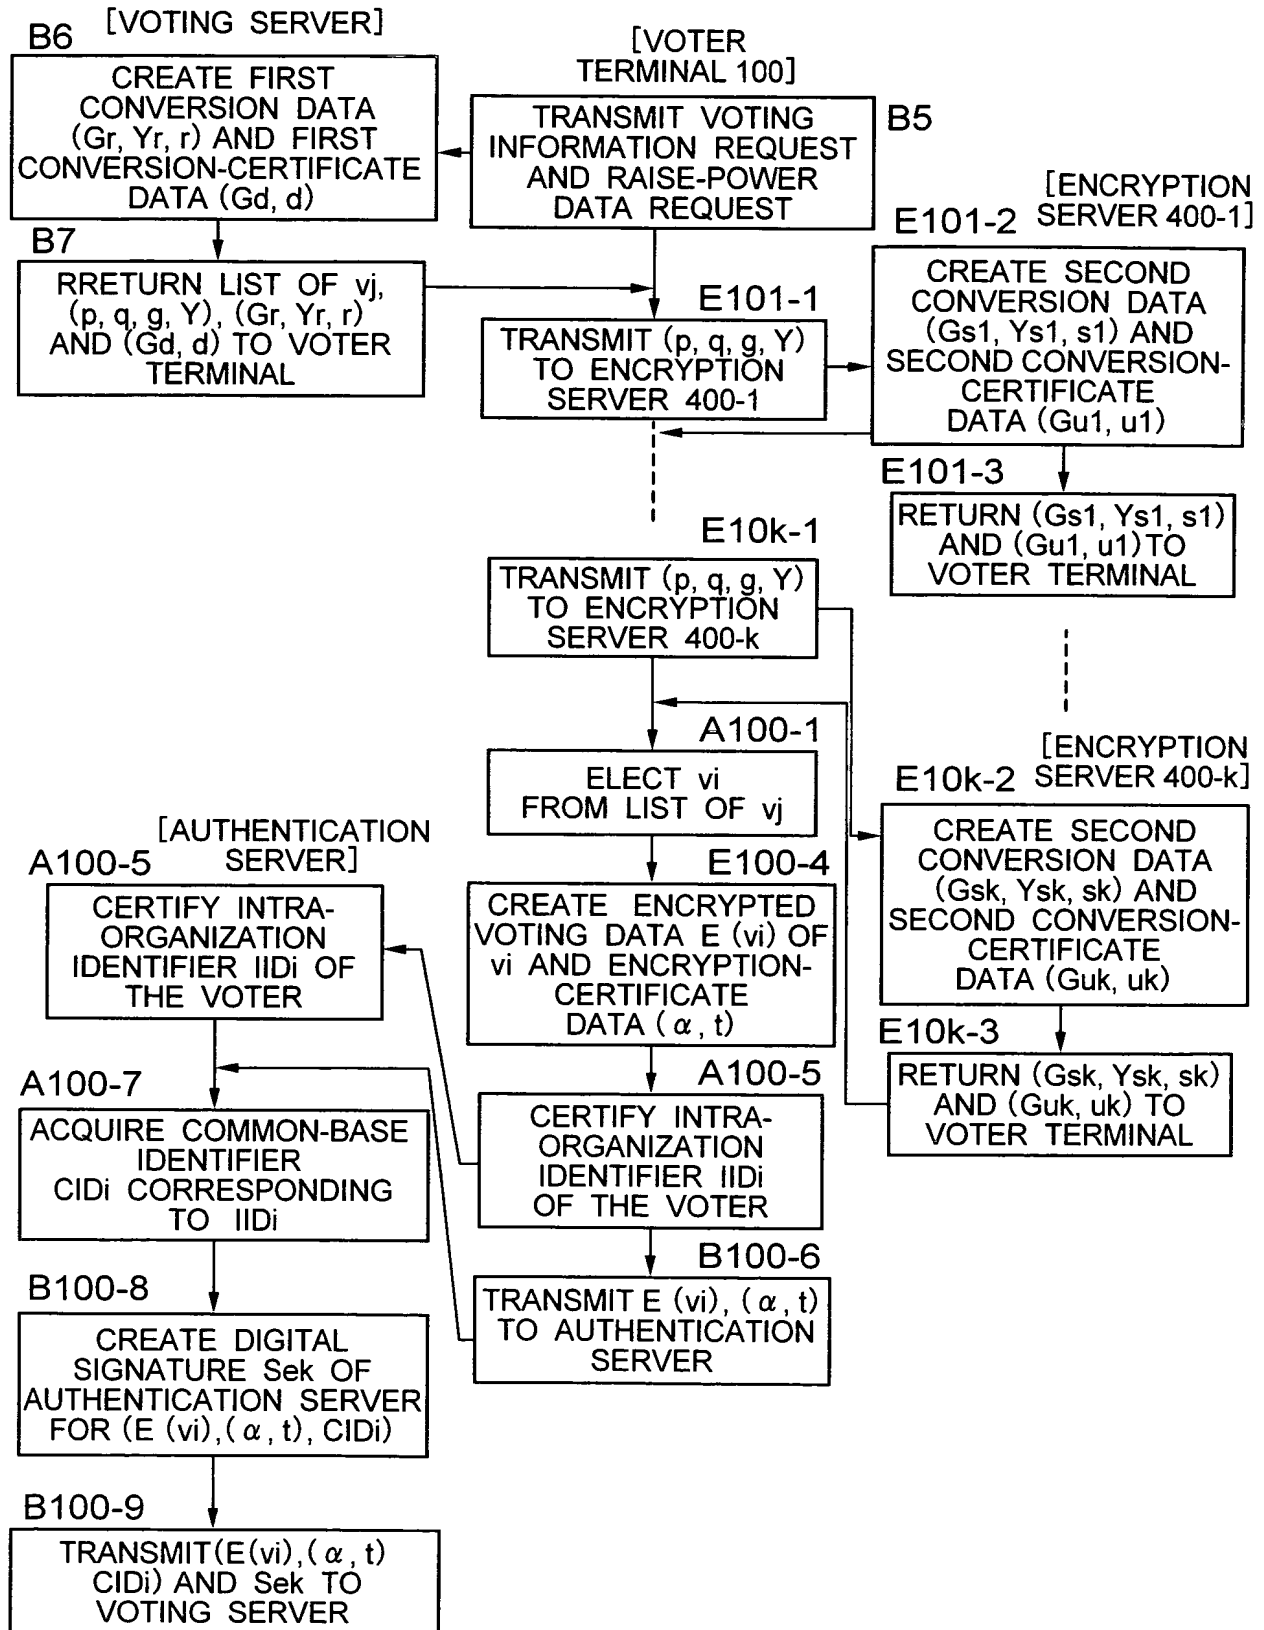 [VOTING SERVER]
B6
CREATE FIRST
CONVERSION DATA
(Gr, Yr, r) AND FIRST
CONVERSION-CERTIFICATE
DATA (Gd, d)
[VOTER
TERMINAL 100]
B5
TRANSMIT VOTING
INFORMATION REQUEST
AND RAISE-POWER
DATA REQUEST
B7
RRETURN LIST OF vj,
(p, q, g, Y), (Gr, Yr, r)
AND (Gd, d) TO VOTER
TERMINAL
E101-1
TRANSMIT (p, q, g, Y)
TO ENCRYPTION
SERVER 400-1
[ENCRYPTION
SERVER 400-1]
E101-2
CREATE SECOND
CONVERSION DATA
(Gs1, Ys1, s1) AND
SECOND CONVERSION-
CERTIFICATE
DATA (Gu1, u1)
E101-3
RETURN (Gs1, Ys1, s1)
AND (Gu1, u1) TO
VOTER TERMINAL
E10k-1
TRANSMIT (p, q, g, Y)
TO ENCRYPTION
SERVER 400-k
A100-1
ELECT vi
FROM LIST OF vj
[ENCRYPTION
SERVER 400-k]
E10k-2
CREATE SECOND
CONVERSION DATA
(Gsk, Ysk, sk) AND
SECOND CONVERSION-
CERTIFICATE
DATA (Guk, uk)
E10k-3
RETURN (Gsk, Ysk, sk)
AND (Guk, uk) TO
VOTER TERMINAL
E100-4
CREATE ENCRYPTED
VOTING DATA E (vi) OF
vi AND ENCRYPTION-
CERTIFICATE
DATA (α, t)
[AUTHENTICATION
SERVER]
A100-5
CERTIFY INTRA-
ORGANIZATION
IDENTIFIER IIDi OF
THE VOTER
A100-5
CERTIFY INTRA-
ORGANIZATION
IDENTIFIER IIDi
OF THE VOTER
B100-6
TRANSMIT E (vi), (α, t)
TO AUTHENTICATION
SERVER
A100-7
ACQUIRE COMMON-BASE
IDENTIFIER
CIDi CORRESPONDING
TO IIDi
B100-8
CREATE DIGITAL
SIGNATURE Sek OF
AUTHENTICATION SERVER
FOR (E (vi), (α, t), CIDi)
B100-9
TRANSMIT(E(vi), (α, t)
CIDi) AND Sek TO
VOTING SERVER